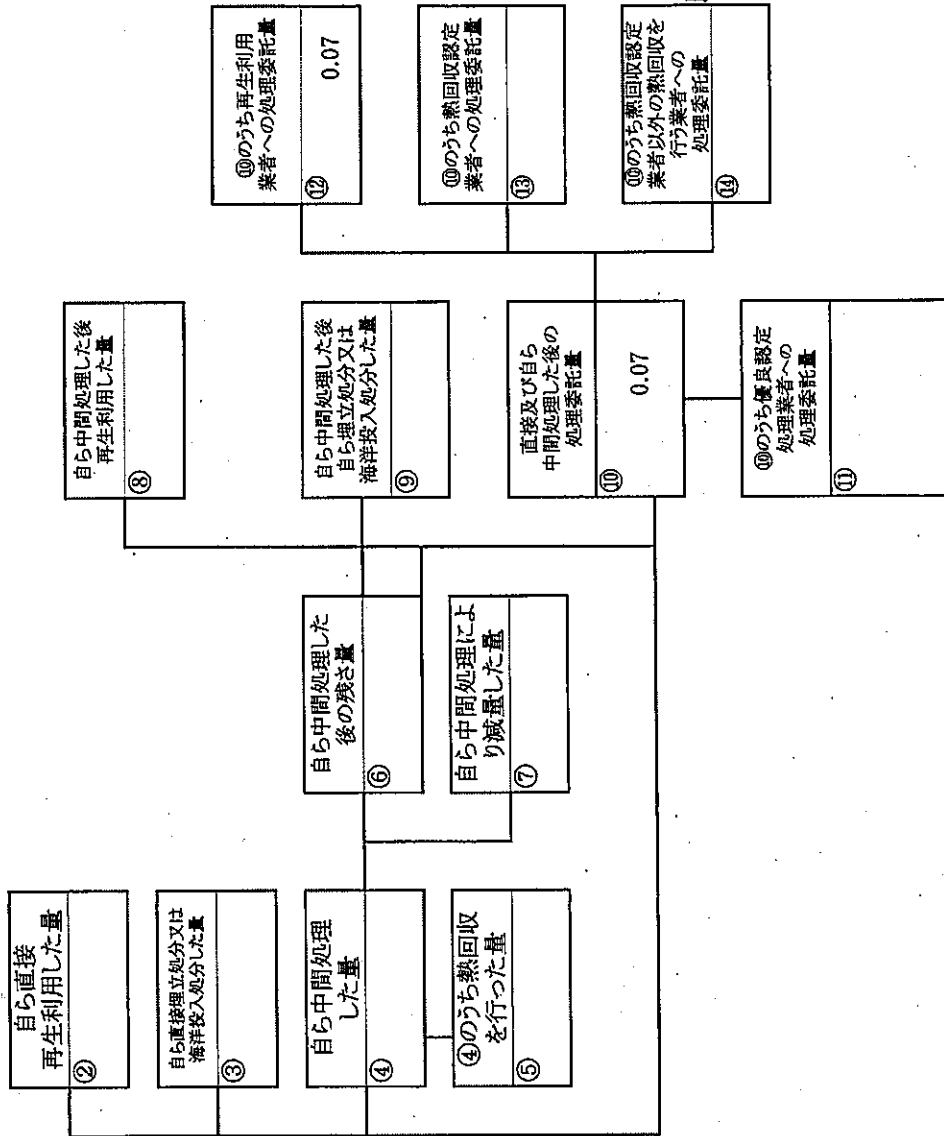 自ら直接
再生利用した量
②
自ら直接埋立処分又は
海洋投入処分した量
③
自ら中間処理
した量
④
④のうち熱回収
を行った量
⑤
自ら中間処理した
後の残さ量
⑥
自ら中間処理によ
り減量した量
⑦
自ら中間処理した後
再生利用した量
⑧
自ら中間処理した後
自ら埋立処分又は
海洋投入処分した量
⑨
直接及び自ら
中間処理した後の
処理委託量
⑩
0.07
⑩のうち優良認定
処理業者への
処理委託量
⑪
⑩のうち再生利用
業者への処理委託量
⑫
0.07
⑩のうち熱回収認定
業者への処理委託量
⑬
⑩のうち熱回収認定
業者以外の熱回収を
行う業者への
処理委託量
⑭